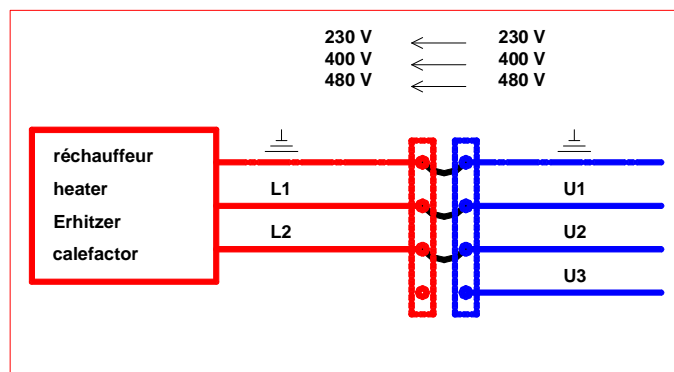 230 V 230 V
400 V 400 V
480 V 480 V
réchauffeur
heater
Erhitzer
calefactor
L1 U1
L2 U2
U3